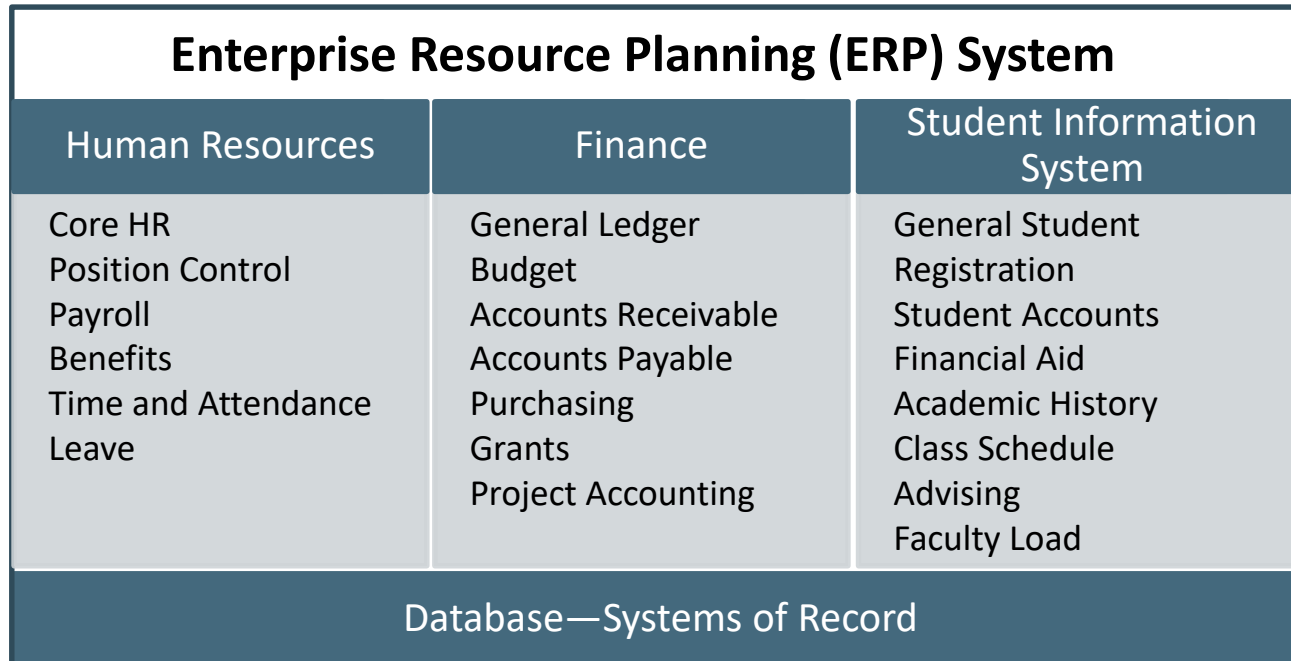 Enterprise Resource Planning (ERP) System
Human Resources
Core HR
Position Control
Payroll
Benefits
Time and Attendance
Leave
Finance
General Ledger
Budget
Accounts Receivable
Accounts Payable
Purchasing
Grants
Project Accounting
Student Information
System
General Student
Registration
Student Accounts
Financial Aid
Academic History
Class Schedule
Advising
Faculty Load
Database—Systems of Record